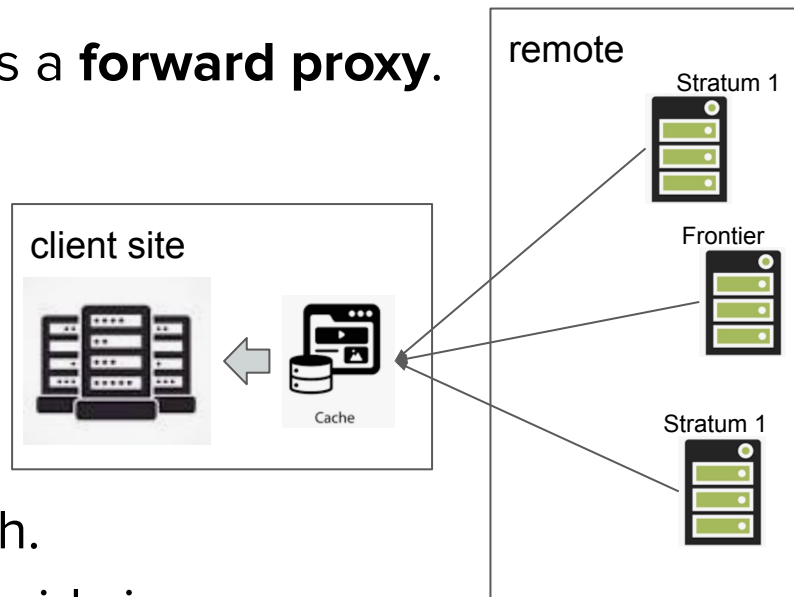 s a forward proxy.
remote
Stratum 1
client site
Frontier
Cache
Stratum 1
h.